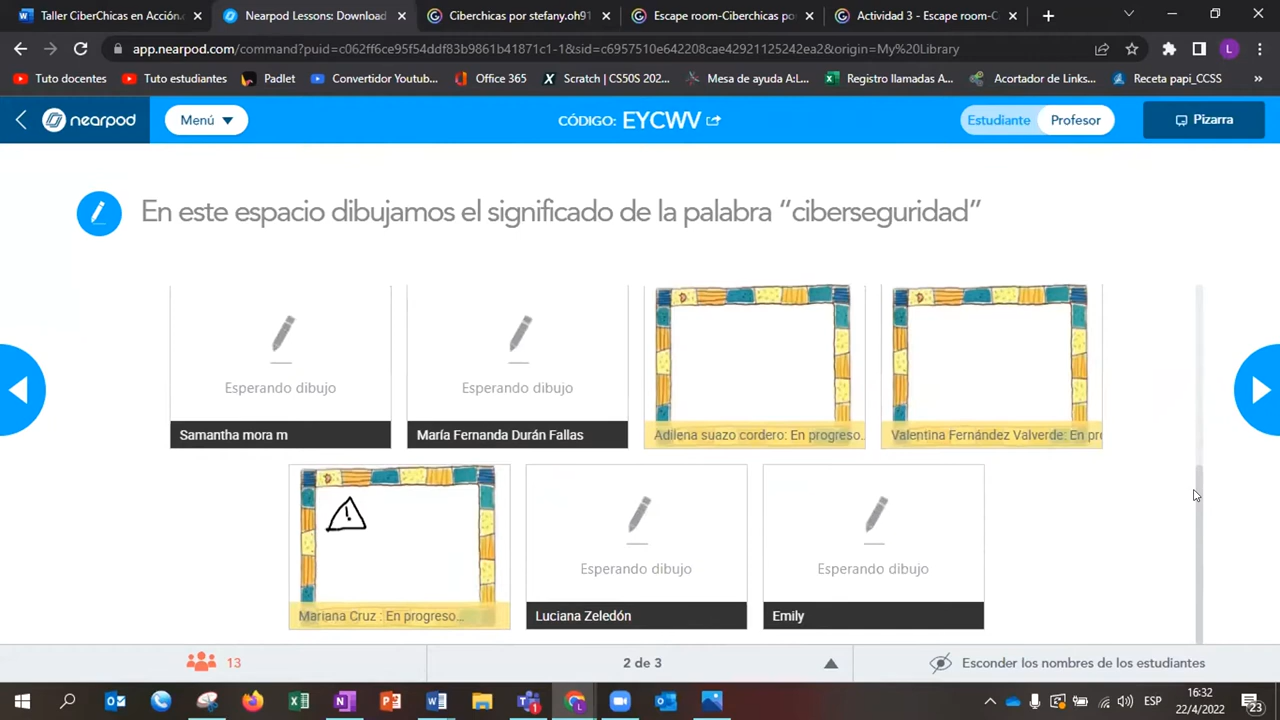 Taller CiberChicas en Acción.
Nearpod Lessons: Download
Ciberchicas por stefany.oh91
Escape room-Ciberchicas por
Actividad 3 - Escape room-C
app.nearpod.com/command?puid=c062ff6ce95f54ddf83b9861b41871c1-1&sid=c6957510e642208cae42921125242ea2&origin=My%20Library
L
Tuto docentes
Tuto estudiantes
Padlet
Convertidor Youtub...
Office 365
Scratch | CS50S 202...
Mesa de ayuda A:L...
Registro llamadas A...
Acortador de Links...
Receta papi_CCSS
»
nearpod
Menú
CÓDIGO: EYCWV
Estudiante
Profesor
Pizarra
En este espacio dibujamos el significado de la palabra “ciberseguridad”
Esperando dibujo
Esperando dibujo
Samantha mora m
María Fernanda Durán Fallas
Adilena suazo cordero: En progreso..
Valentina Fernández Valverde: En pr
!
Esperando dibujo
Esperando dibujo
Mariana Cruz : En progreso...
Luciana Zeledón
Emily
13
2 de 3
Esconder los nombres de los estudiantes
ESP
16:32
22/4/2022
23